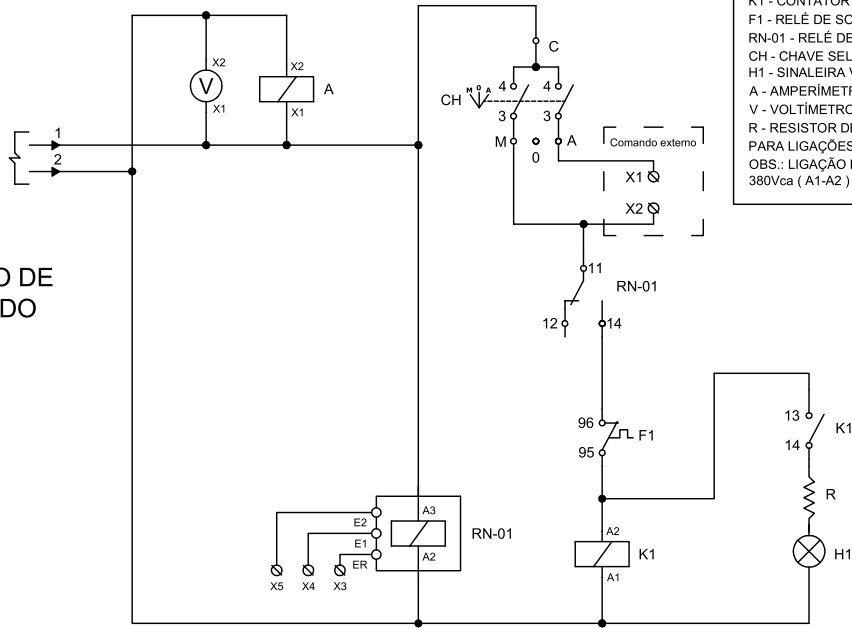 K1 - CONTATOR
F1 - RELÉ DE SO
RN-01 - RELÉ DE
CH - CHAVE SEL
H1 - SINALEIRA V
A - AMPERÍMETR
V - VOLTÍMETRO
R - RESISTOR DE
PARA LIGAÇÕES
OBS.: LIGAÇÃO
380Vca ( A1-A2 )
C
X2
V
X1
X2
A
X1
CH
M 0 A
4
4
3
3
M
0
A
1
2
Comando externo
X1
X2
O DE
DO
11
RN-01
12
14
96
F1
95
13
K1
14
R
H1
A2
K1
A1
E2
E1
ER
A3
A2
RN-01
X5
X4
X3